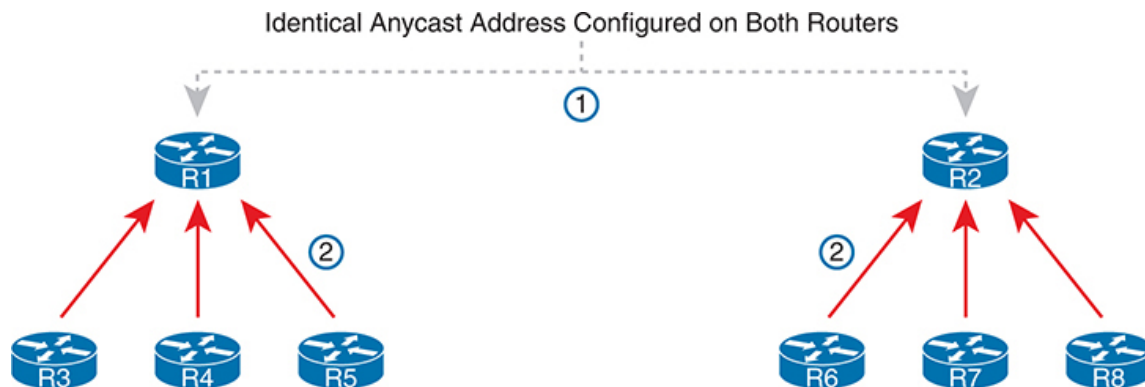 Identical Anycast Address Configured on Both Routers
1
R1
R2
2
2
R3
R4
R5
R6
R7
R8